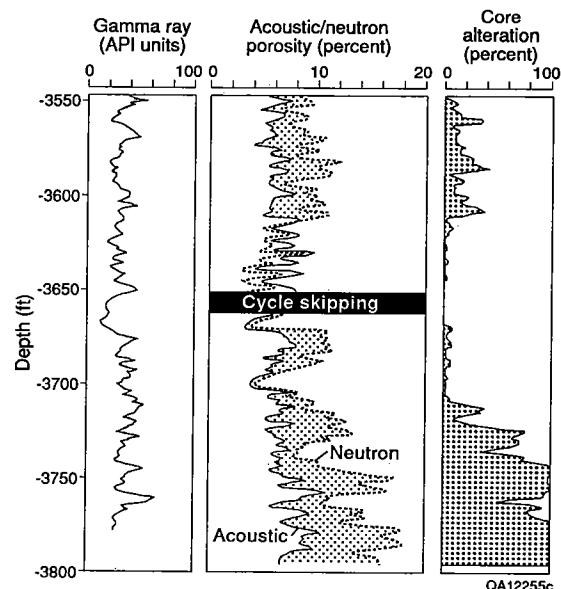 Gamma ray
(API units)
0 100
Acoustic/neutron
porosity (percent)
0 10 20
Core
alteration
(percent)
0 100
Depth (ft)
-3550
-3600
-3650
-3700
-3750
-3800
Cycle skipping
Neutron
Acoustic
QA12255c